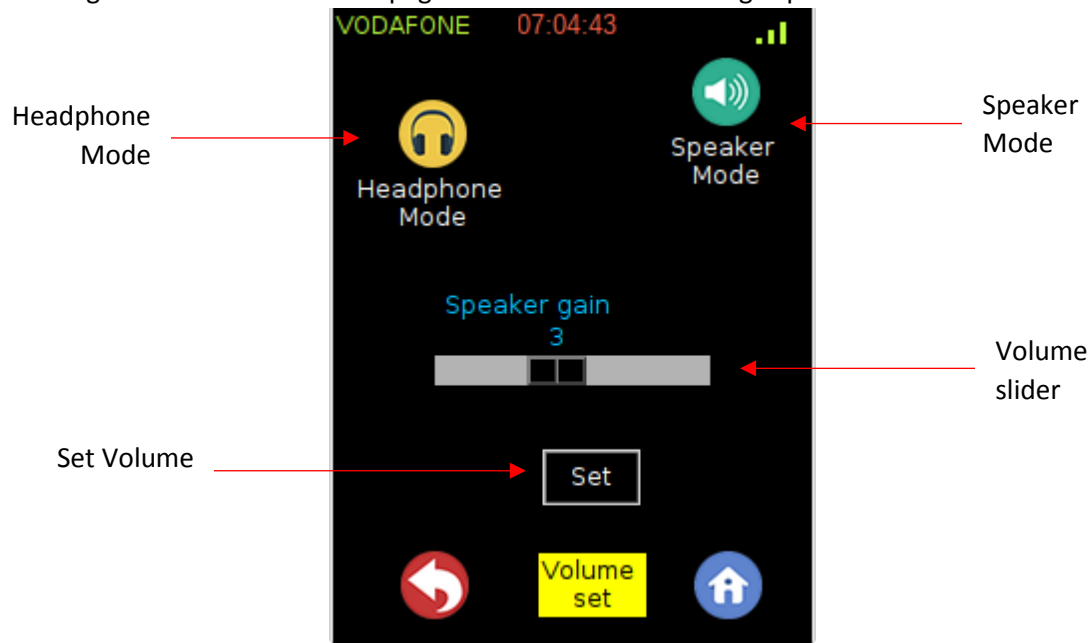 VODAFONE 07:04:43
Headphone
Mode
Speaker
Mode
Speaker
Mode
Headphone
Mode
Speaker gain
3
Volume
slider
Set Volume
Set
Volume
set